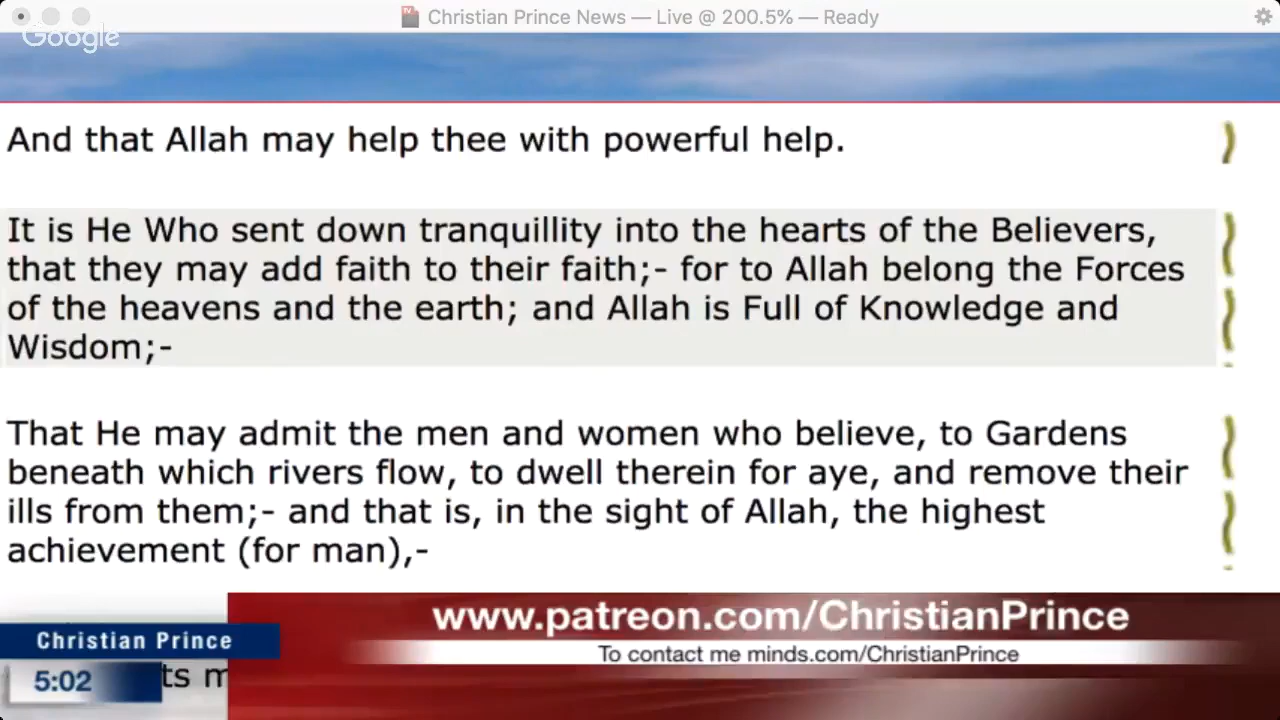 Christian Prince News — Live @ 200.5% — Ready
Google
And that Allah may help thee with powerful help.
It is He Who sent down tranquillity into the hearts of the Believers,
that they may add faith to their faith;- for to Allah belong the Forces
of the heavens and the earth; and Allah is Full of Knowledge and
Wisdom;-
That He may admit the men and women who believe, to Gardens
beneath which rivers flow, to dwell therein for aye, and remove their
ills from them;- and that is, in the sight of Allah, the highest
achievement (for man),-
www.patreon.com/ChristianPrince
Christian Prince
To contact me minds.com/ChristianPrince
5:02